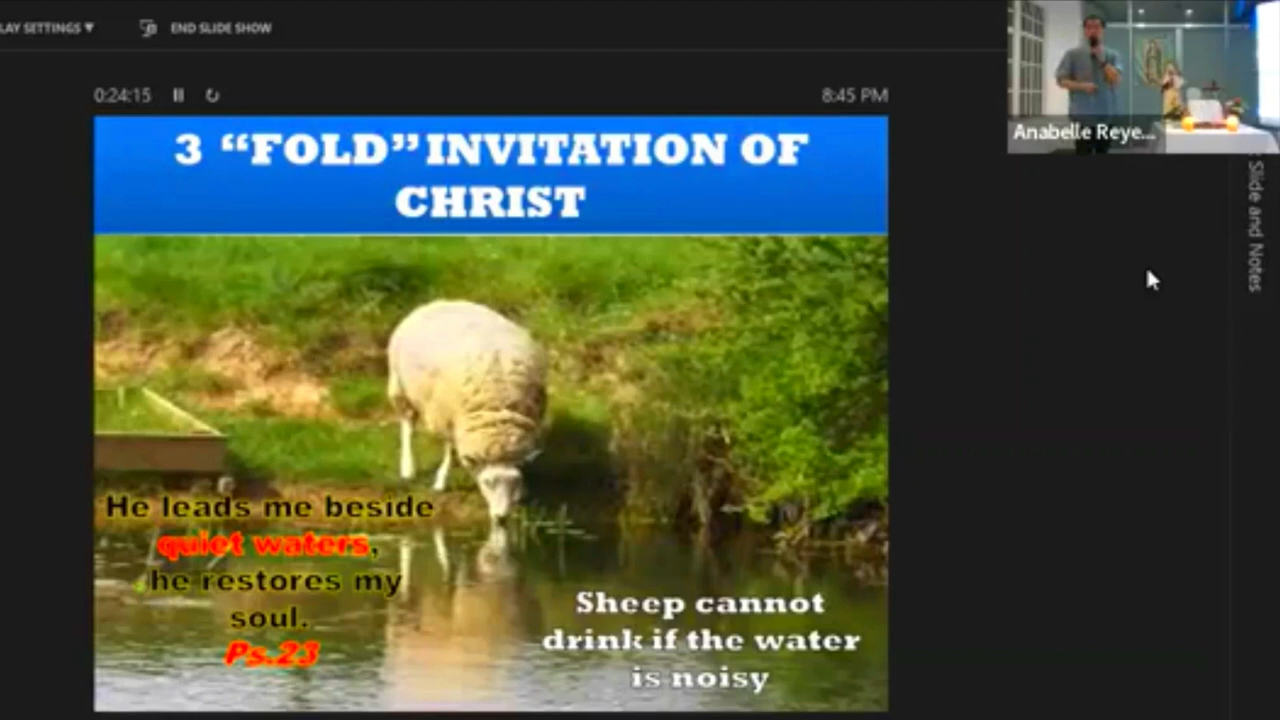 LAY SETTINGS ▼ END SLIDE SHOW
0:24:15 8:45 PM
3 “FOLD” INVITATION OF
CHRIST
He leads me beside
quiet waters,
he restores my
soul.
Ps.23
Sheep cannot
drink if the water
is noisy
Anabelle Reye...
Slide and Notes